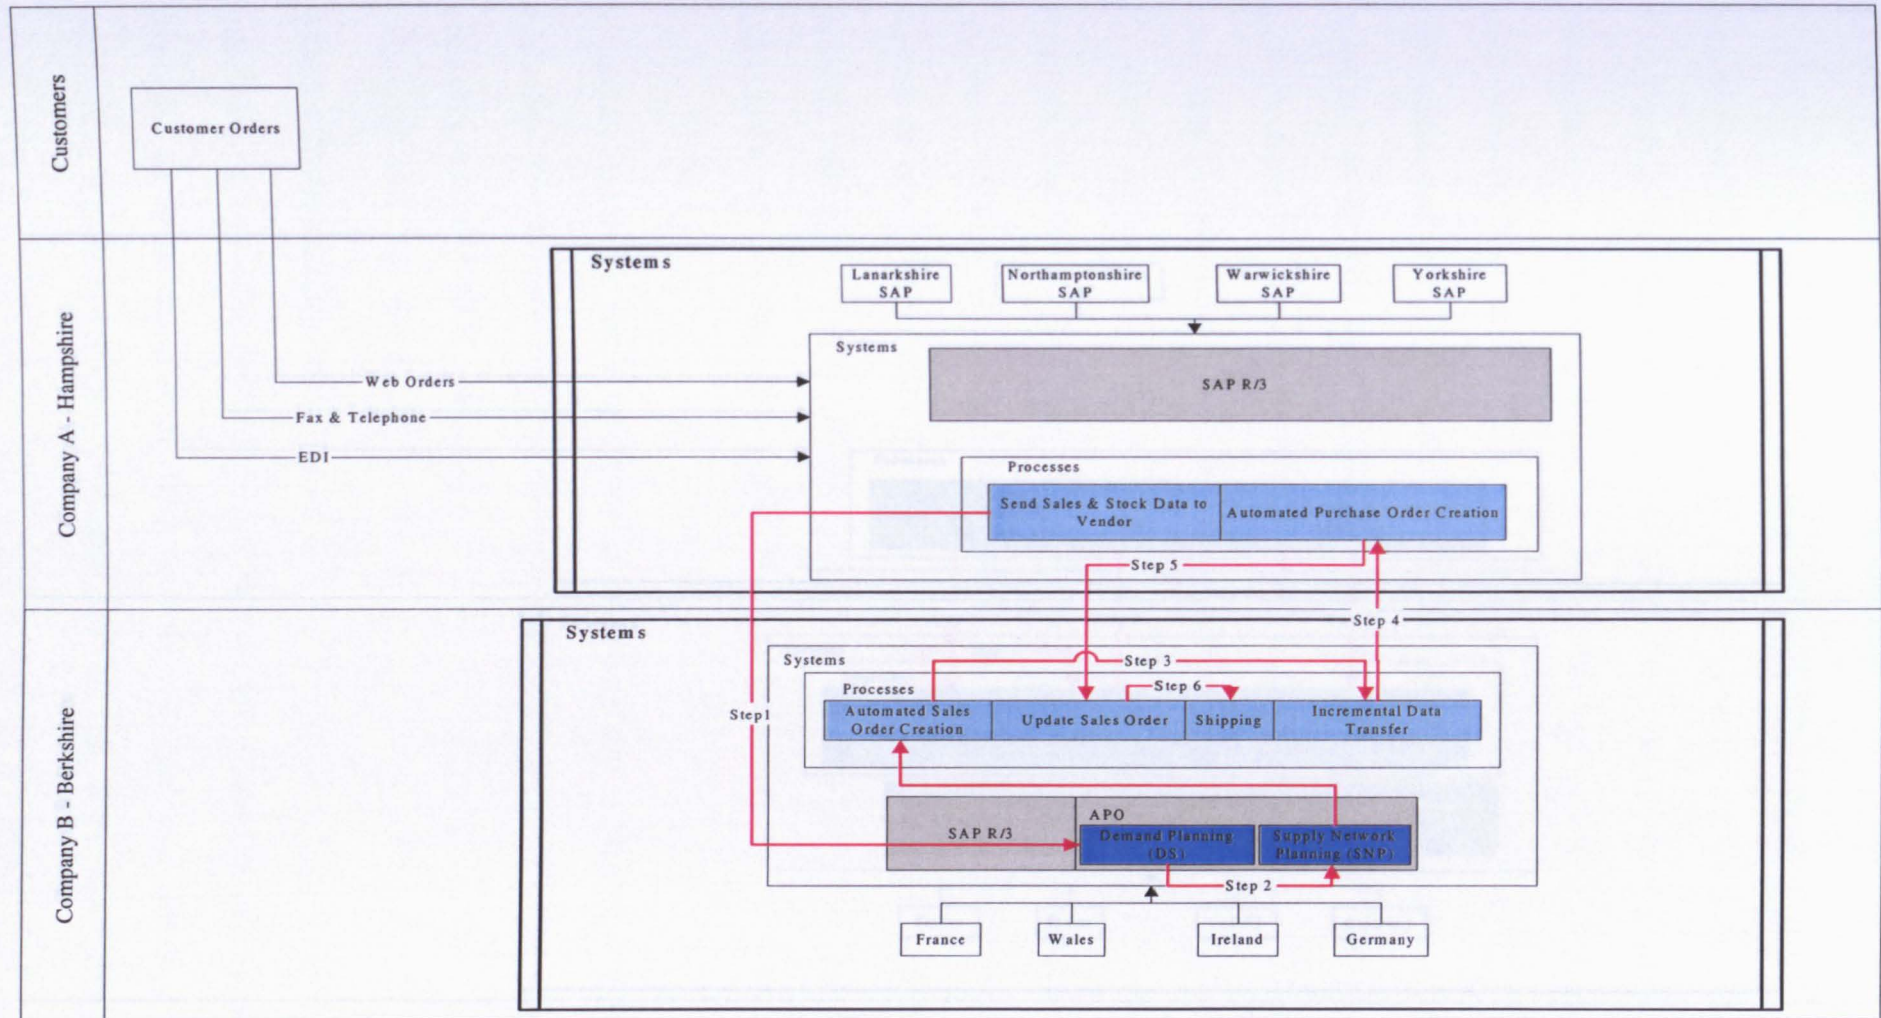 Customers
Customer Orders
Company A - Hampshire
Systems
Lanarkshire
SAP
Northamptonshire
SAP
Warwickshire
SAP
Yorkshire
SAP
Systems
SAP R/3
Web Orders
Fax & Telephone
EDI
Processes
Send Sales & Stock Data to
Vendor
Automated Purchase Order Creation
Step 5
Step 4
Company B - Berkshire
Systems
Systems
Step 3
Processes
Step 6
Step1
Automated Sales
Order Creation
Update Sales Order
Shipping
Incremental Data
Transfer
SAP R/3
APO
Demand Planning
(DS)
Supply Network
Planning (SNP)
Step 2
France
Wales
Ireland
Germany